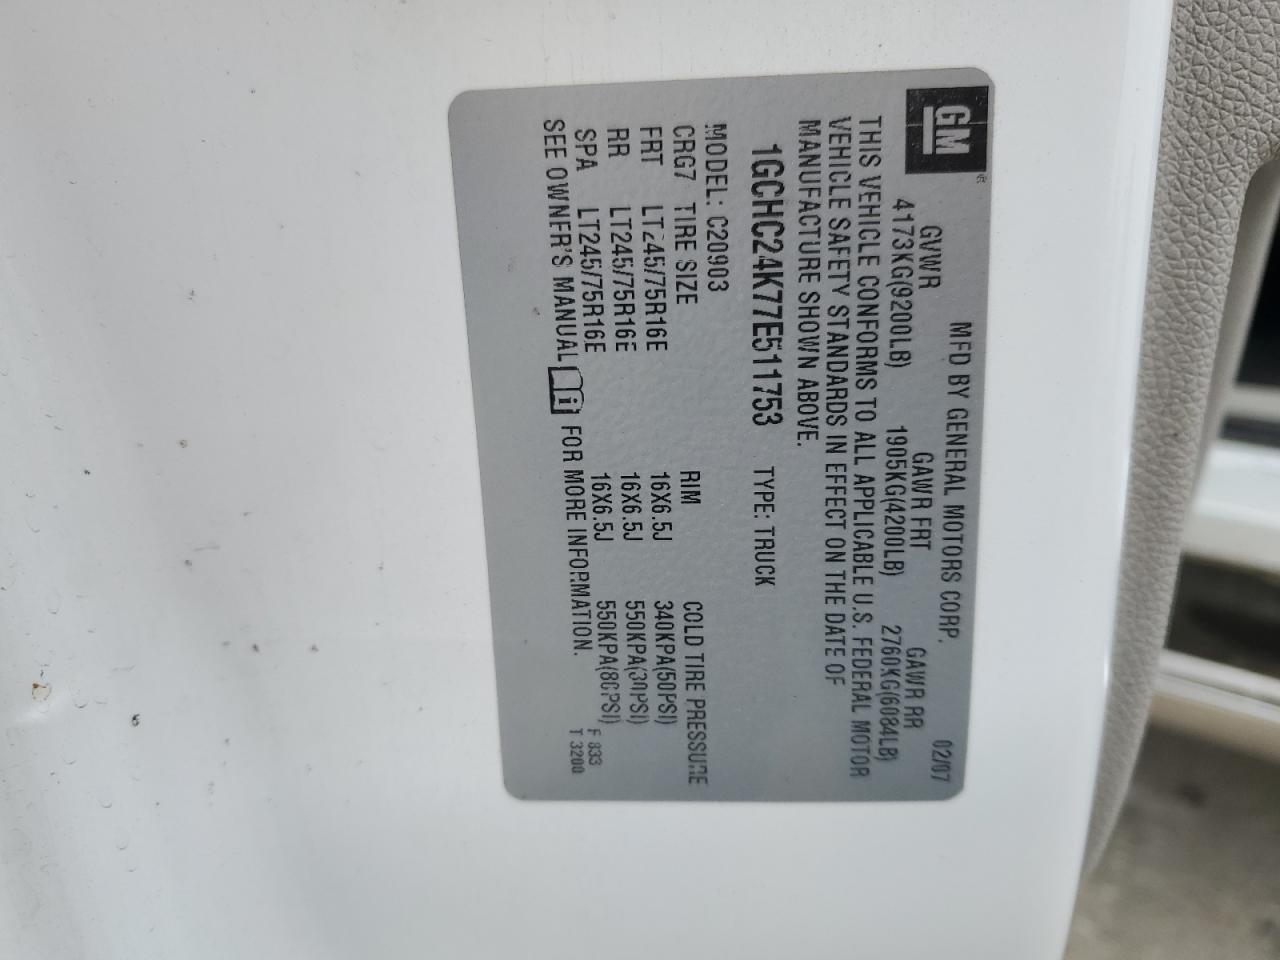 GM
MFD BY GENERAL MOTORS CORP. 02/07
GVWR GAWR FRT GAWR RR
4173KG(9200LB) 1905KG(4200LB) 2760KG(6084LB)
THIS VEHICLE CONFORMS TO ALL APPLICABLE U.S. FEDERAL MOTOR
VEHICLE SAFETY STANDARDS IN EFFECT ON THE DATE OF
MANUFACTURE SHOWN ABOVE.
1GCHC24K77E511753 TYPE: TRUCK
MODEL: C20903
CRG7 TIRE SIZE RIM COLD TIRE PRESSURE
FRT LT245/75R16E 16X6.5J 340KPA(50PSI)
RR LT245/75R16E 16X6.5J 550KPA(80PSI)
SPA LT245/75R16E 16X6.5J 550KPA(80PSI)
SEE OWNER'S MANUAL i FOR MORE INFORMATION.
F 833
T 3200